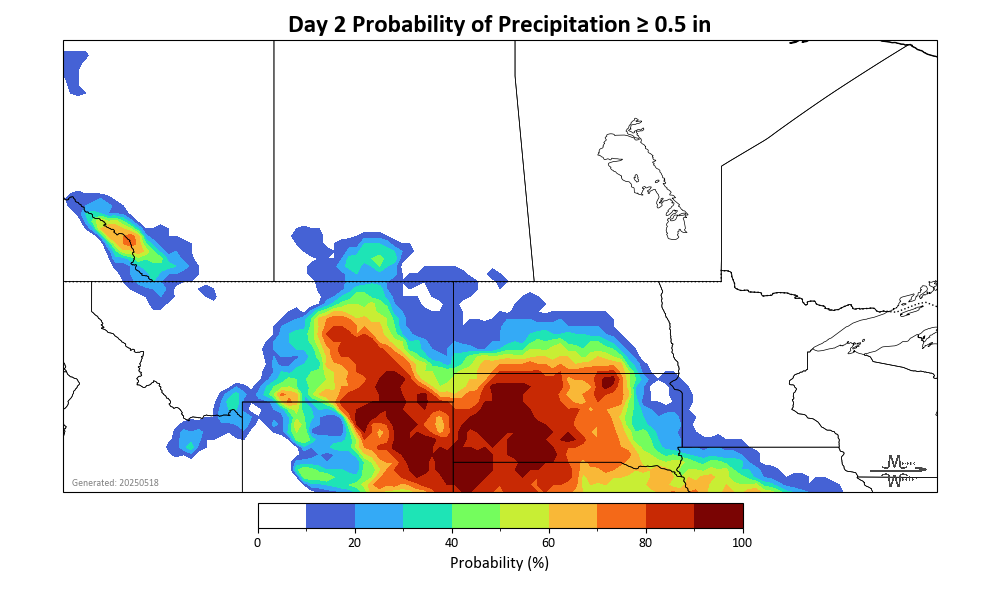 Day 2 Probability of Precipitation ≥ 0.5 in
Generated: 20250518
0 20 40 60 80 100
Probability (%)